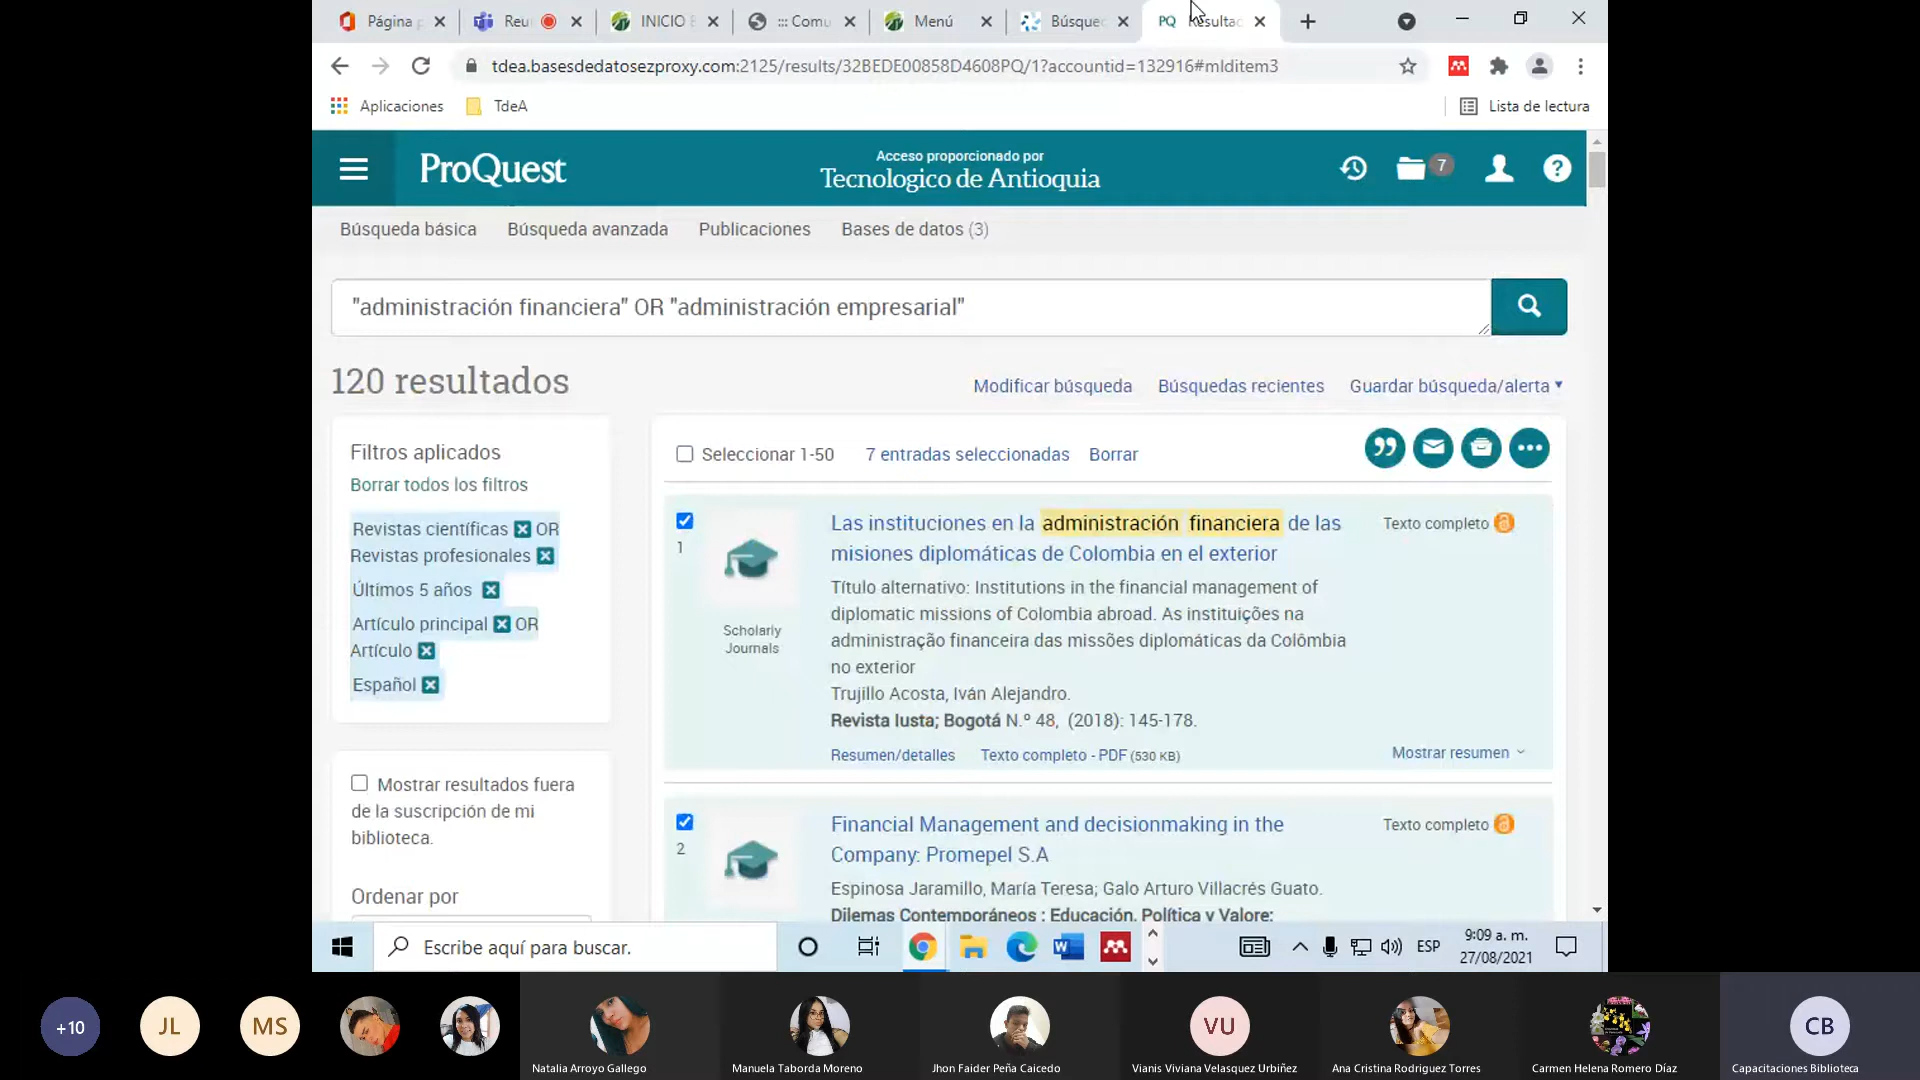 Página p
Reu
INICIO B
::: Comu
Menú
Búsque
PQ Resultad
tdea.basesdedatosezproxy.com:2125/results/32BEDE00858D4608PQ/1?accountid=132916#mlditem3
Aplicaciones
TdeA
Lista de lectura
ProQuest
Acceso proporcionado por
Tecnologico de Antioquia
7
?
Búsqueda básica
Búsqueda avanzada
Publicaciones
Bases de datos (3)
"administración financiera" OR "administración empresarial"
120 resultados
Modificar búsqueda
Búsquedas recientes
Guardar búsqueda/alerta
Filtros aplicados
Borrar todos los filtros
Revistas científicas OR
Revistas profesionales
Últimos 5 años
Artículo principal OR
Artículo
Español
Mostrar resultados fuera
de la suscripción de mi
biblioteca.
Ordenar por
Seleccionar 1-50
7 entradas seleccionadas
Borrar
1
Scholarly
Journals
Las instituciones en la administración financiera de las
misiones diplomáticas de Colombia en el exterior
Texto completo
Título alternativo: Institutions in the financial management of
diplomatic missions of Colombia abroad. As instituições na
administração financeira das missões diplomáticas da Colômbia
no exterior
Trujillo Acosta, Iván Alejandro.
Revista Iusta; Bogotá N.º 48, (2018): 145-178.
Resumen/detalles
Texto completo - PDF (530 KB)
Mostrar resumen
2
Financial Management and decisionmaking in the
Company: Promepel S.A
Texto completo
Espinosa Jaramillo, María Teresa; Galo Arturo Villacrés Guato.
Dilemas Contemporáneos : Educación, Política y Valore;
Escribe aquí para buscar.
ESP
9:09 a. m.
27/08/2021
+10
JL
MS
VU
CB
Natalia Arroyo Gallego
Manuela Taborda Moreno
Jhon Faider Peña Caicedo
Vianis Viviana Velasquez Urbiñez
Ana Cristina Rodriguez Torres
Carmen Helena Romero Díaz
Capacitaciones Biblioteca